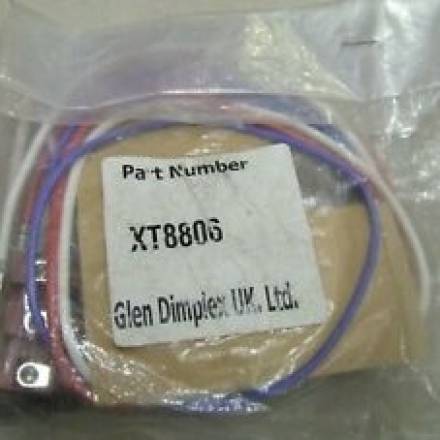 Part Number
XT8806
Glen Dimplex UK. Ltd.